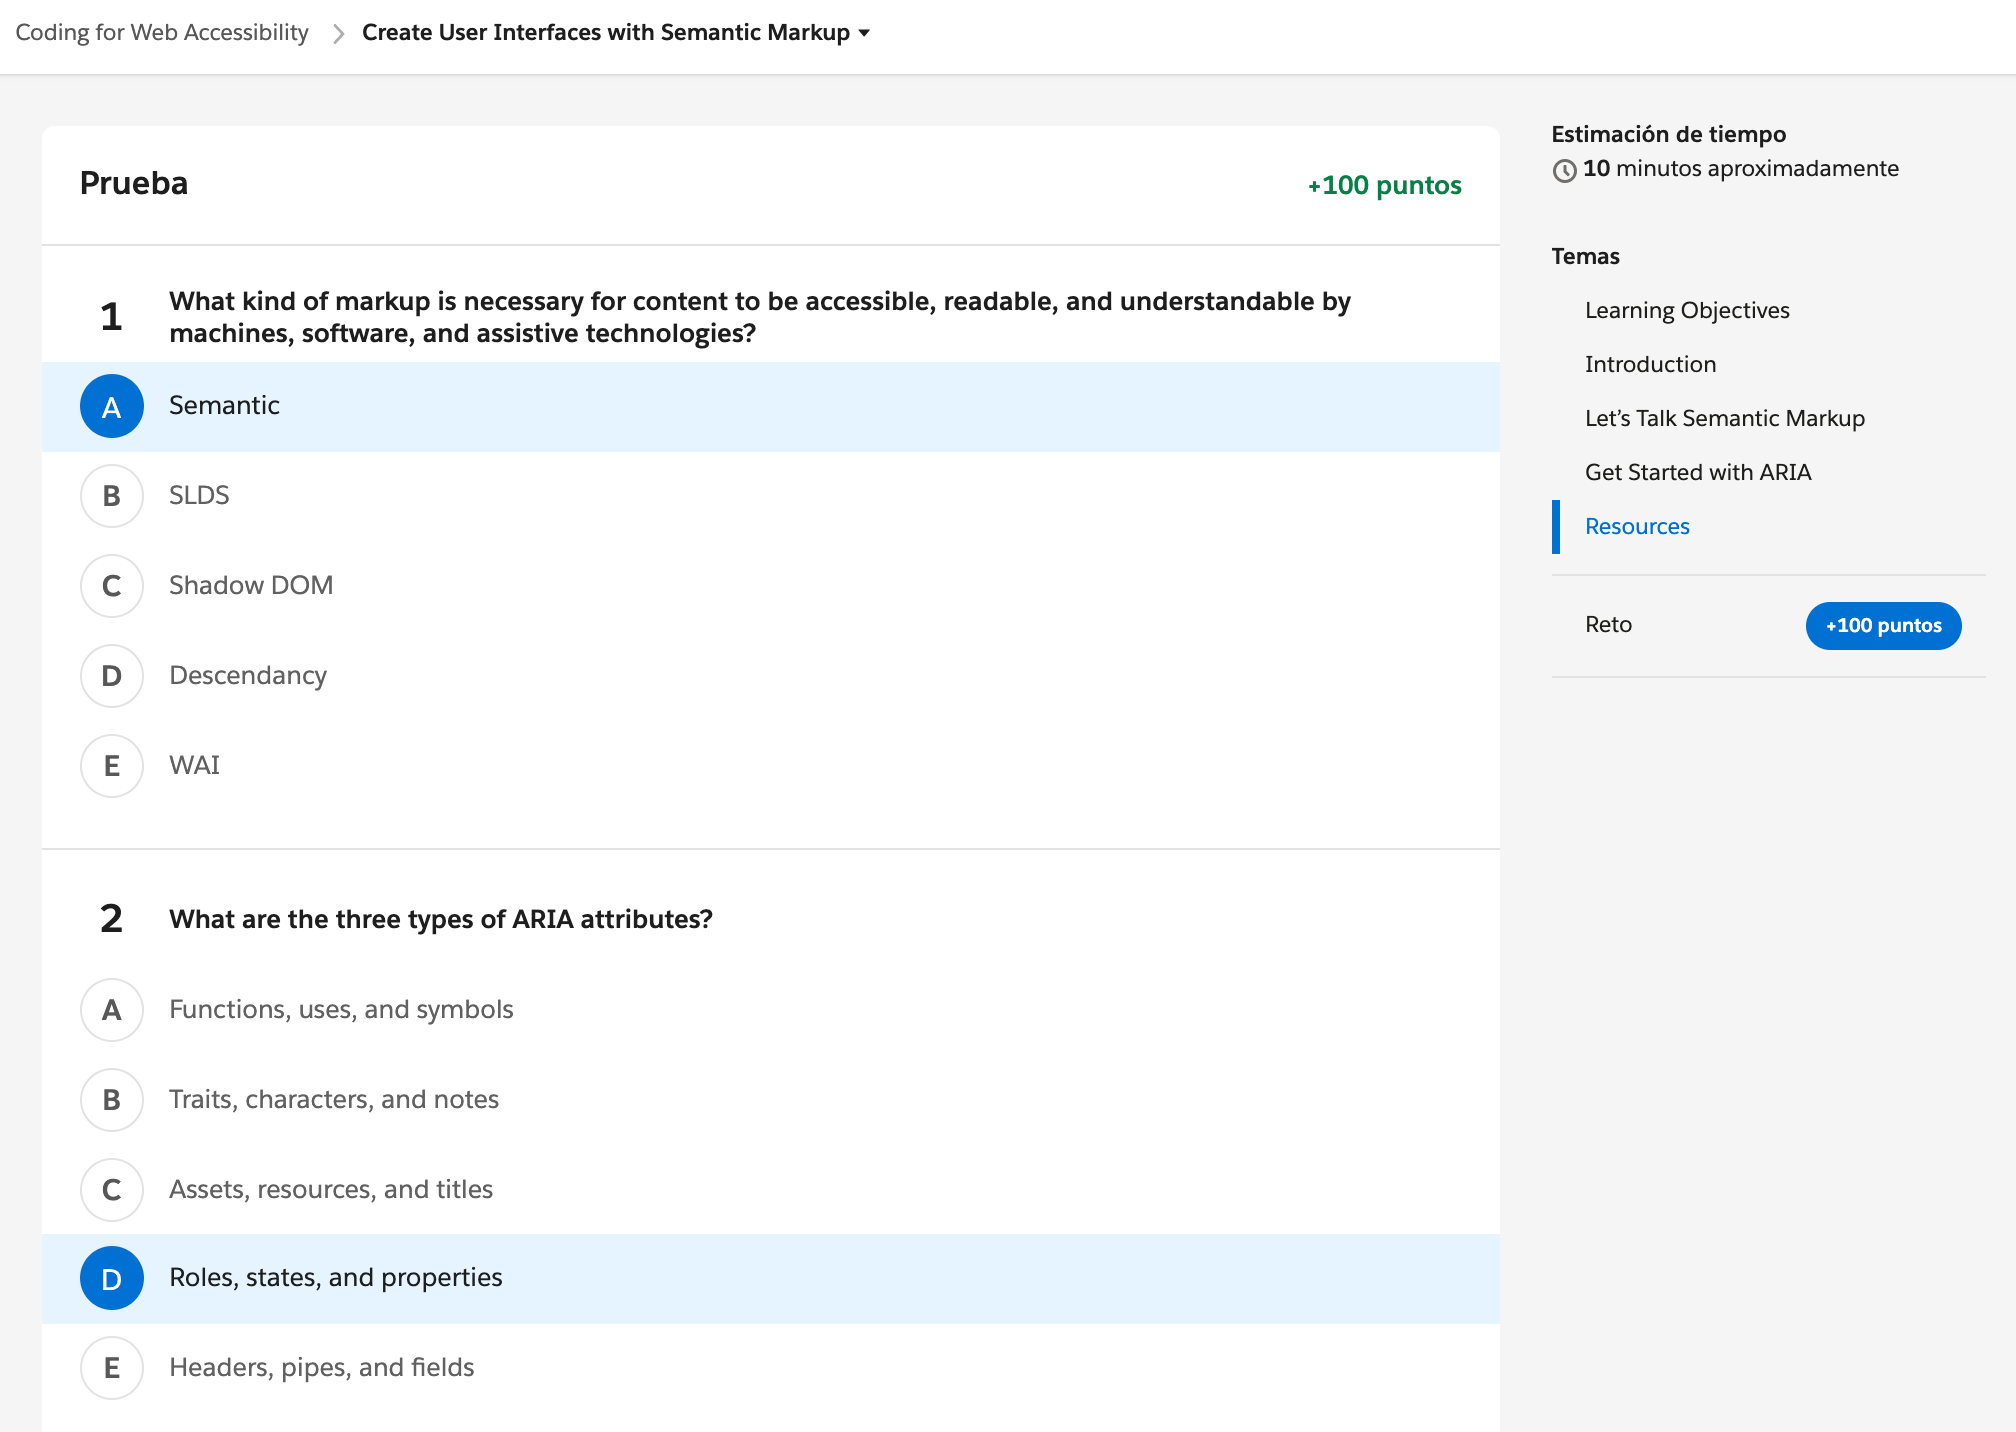 Coding for Web Accessibility
Create User Interfaces with Semantic Markup
Prueba
+100 puntos
1
What kind of markup is necessary for content to be accessible, readable, and understandable by
machines, software, and assistive technologies?
A Semantic
B SLDS
C Shadow DOM
D Descendancy
E WAI
2 What are the three types of ARIA attributes?
A Functions, uses, and symbols
B Traits, characters, and notes
C Assets, resources, and titles
D Roles, states, and properties
E Headers, pipes, and fields
Estimación de tiempo
10 minutos aproximadamente
Temas
Learning Objectives
Introduction
Let’s Talk Semantic Markup
Get Started with ARIA
Resources
Reto
+100 puntos